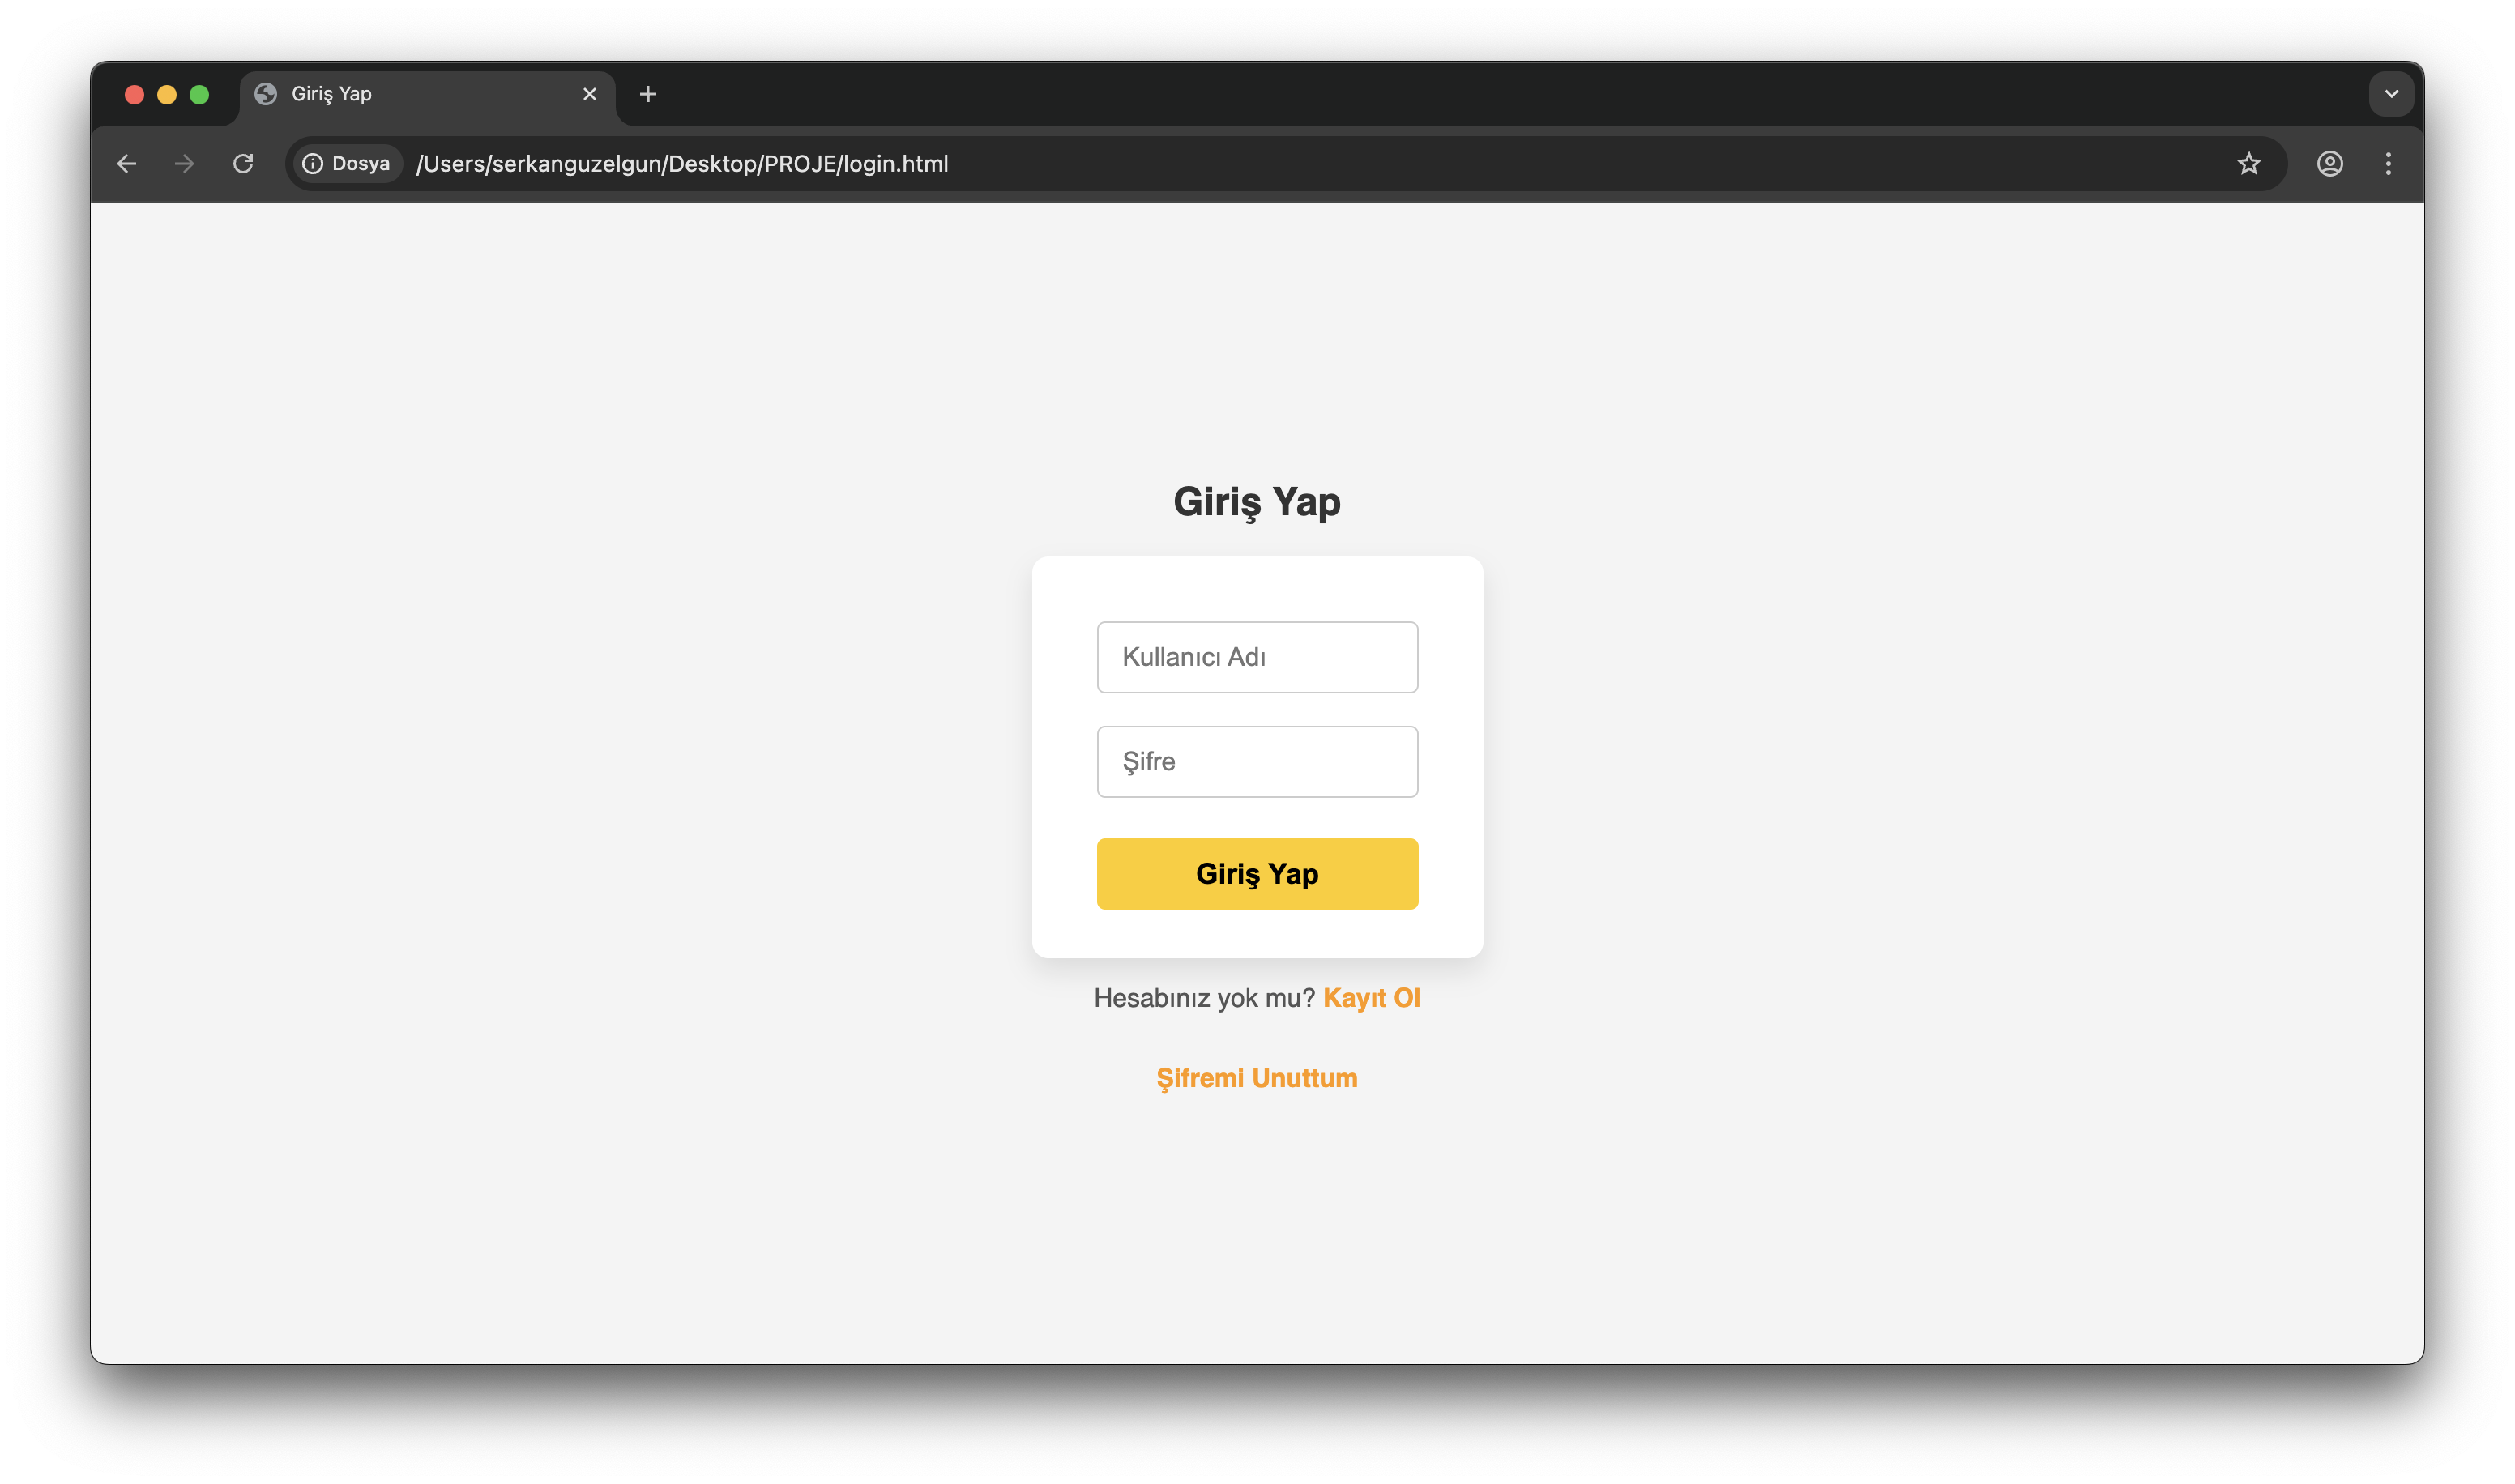 Giriş Yap
Dosya /Users/serkanguzelgun/Desktop/PROJE/login.html
Giriş Yap
Kullanıcı Adı
Şifre
Giriş Yap
Hesabınız yok mu? Kayıt Ol
Şifremi Unuttum